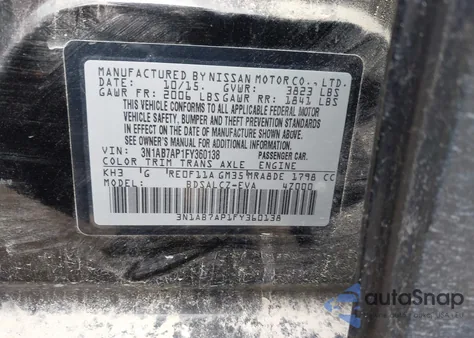 MANUFACTURED BY NISSAN MOTOR CO., LTD.
DATE: 10/15. GVWR: 3823 LBS
GAWR FR: 2006 LBS GAWR RR: 1841 LBS
THIS VEHICLE CONFORMS TO ALL APPLICABLE FEDERAL MOTOR
VEHICLE SAFETY, BUMPER AND THEFT PREVENTION STANDARDS
IN EFFECT ON THE DATE OF MANUFACTURE SHOWN ABOVE.
SEE OWNER'S MANUAL FOR ADDITIONAL INFORMATION.
VIN: 3N1AB7AP1FY360138 PASSENGER CAR.
COLOR TRIM TRANS AXLE ENGINE
KH3 G RE0F11A GM35 MRA8DE 1798 CC
MODEL: BDSALCZ-EVA 4Z000
3N1AB7AP1FY360138
autoSnap